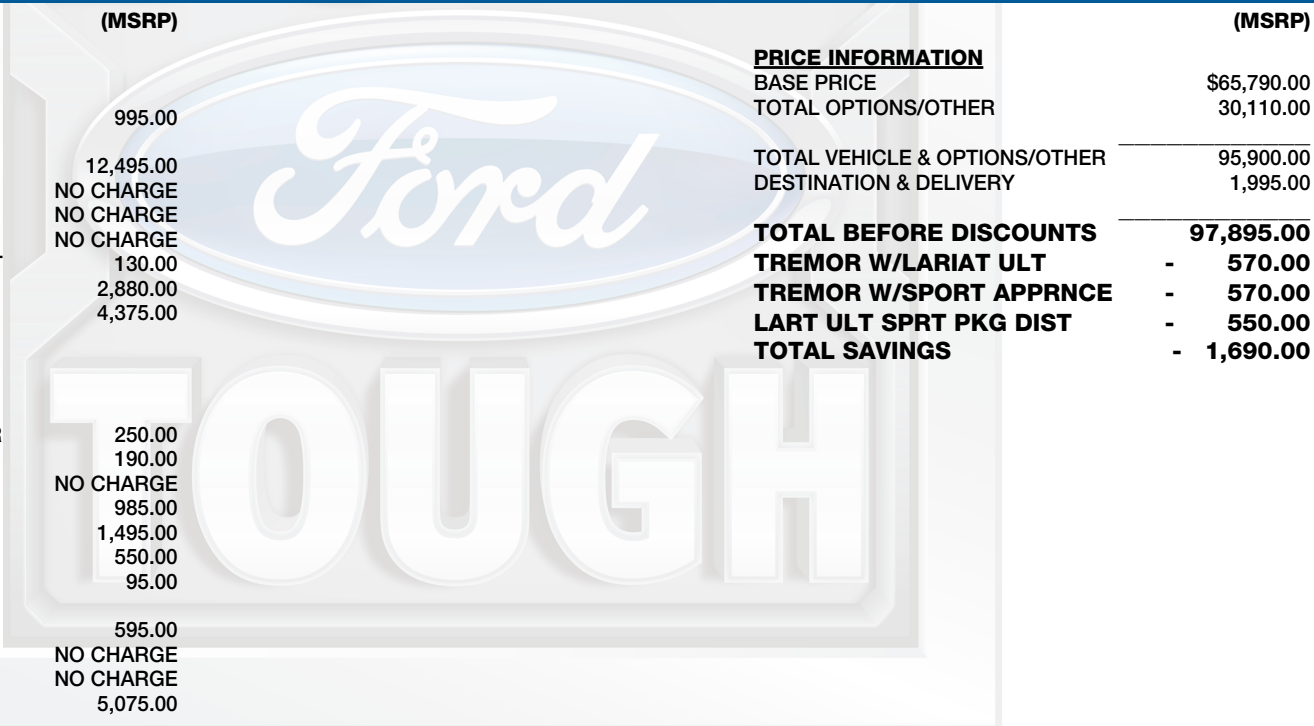 (MSRP)
995.00
12,495.00
NO CHARGE
NO CHARGE
NO CHARGE
130.00
2,880.00
4,375.00
250.00
190.00
NO CHARGE
985.00
1,495.00
550.00
95.00
595.00
NO CHARGE
NO CHARGE
5,075.00
Ford
TOUGH
(MSRP)
PRICE INFORMATION
BASE PRICE $65,790.00
TOTAL OPTIONS/OTHER 30,110.00
TOTAL VEHICLE & OPTIONS/OTHER 95,900.00
DESTINATION & DELIVERY 1,995.00
TOTAL BEFORE DISCOUNTS 97,895.00
TREMOR W/LARIAT ULT - 570.00
TREMOR W/SPORT APPRNCE - 570.00
LART ULT SPRT PKG DIST - 550.00
TOTAL SAVINGS - 1,690.00